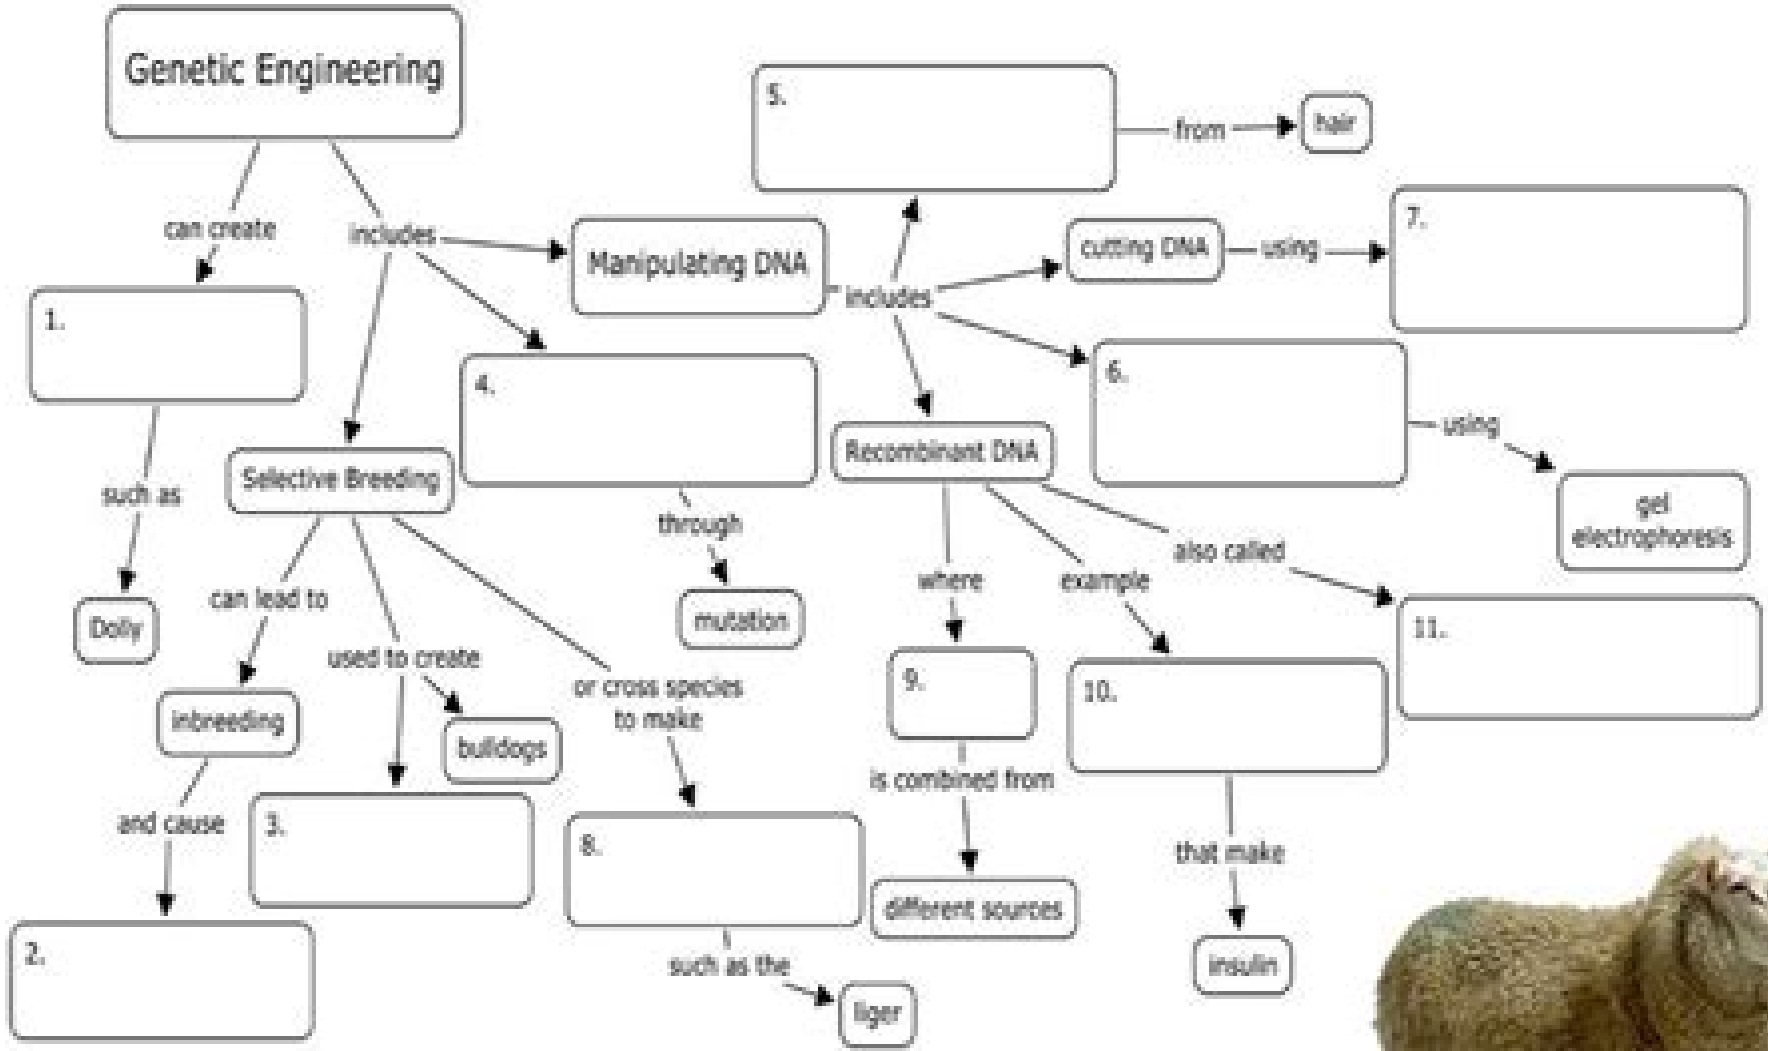 Genetic Engineering
can create
includes
1.
such as
Dolly
Selective Breeding
can lead to
inbreeding
and cause
2.
used to create
3.
bulldogs
or cross species
to make
8.
such as the
liger
4.
through
mutation
Manipulating DNA
includes
5.
from
hair
cutting DNA
using
7.
6.
using
gel
electrophoresis
Recombinant DNA
where
9.
is combined from
different sources
example
10.
that make
insulin
also called
11.